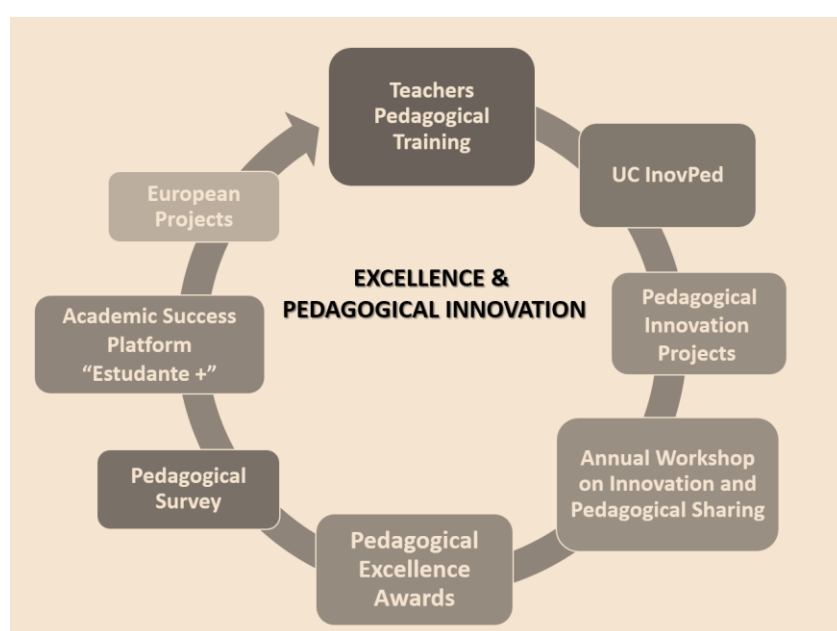 Teachers
Pedagogical
Training
UC InovPed
Pedagogical
Innovation
Projects
Annual Workshop
on Innovation and
Pedagogical Sharing
Pedagogical
Excellence
Awards
Pedagogical
Survey
Academic Success
Platform
“Estudante +”
European
Projects
EXCELLENCE &
PEDAGOGICAL INNOVATION